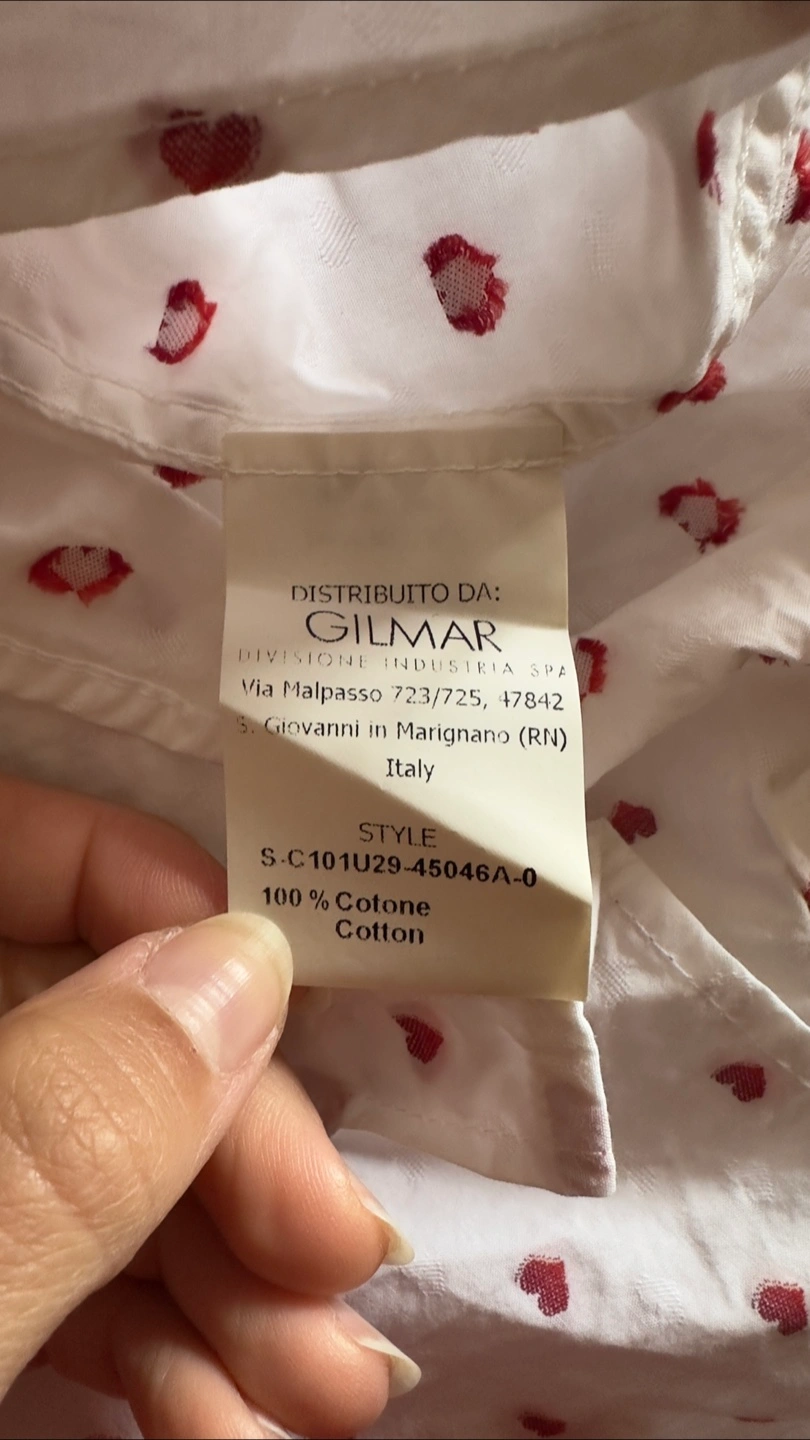 DISTRIBUITO DA:
GILMAR
DIVISIONE INDUSTRIA SPA
Via Malpasso 723/725, 47842
S. Giovanni in Marignano (RN)
Italy
STYLE
S-C101U29-45046A-0
100 % Cotone
Cotton